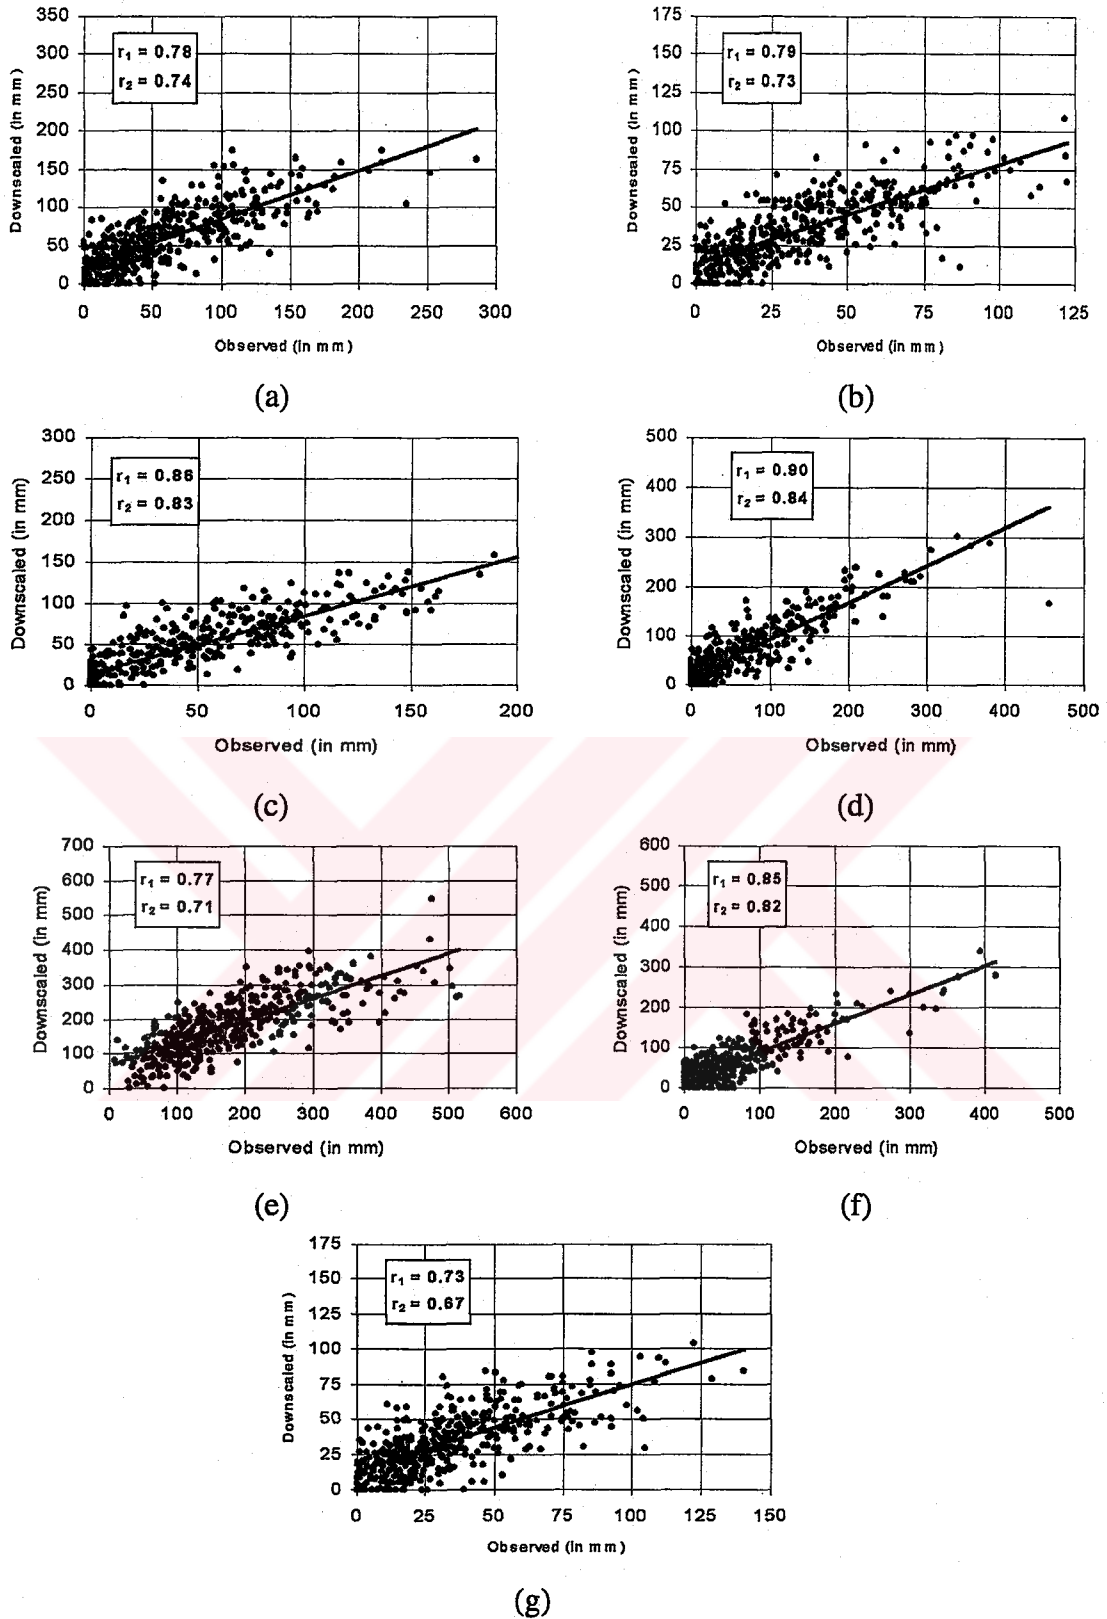 350
300
250
200
150
100
50
0
Downscaled (in mm)
r1 = 0.78
r2 = 0.74
0 50 100 150 200 250 300
Observed (in mm)
(a)
175
150
125
100
75
50
25
0
Downscaled (in mm)
r1 = 0.79
r2 = 0.73
0 25 50 75 100 125
Observed (in mm)
(b)
300
250
200
150
100
50
0
Downscaled (in mm)
r1 = 0.86
r2 = 0.83
0 50 100 150 200
Observed (in mm)
(c)
500
400
300
200
100
0
Downscaled (in mm)
r1 = 0.90
r2 = 0.84
0 100 200 300 400 500
Observed (in mm)
(d)
700
600
500
400
300
200
100
0
Downscaled (in mm)
r1 = 0.77
r2 = 0.71
0 100 200 300 400 500 600
Observed (in mm)
(e)
600
500
400
300
200
100
0
Downscaled (in mm)
r1 = 0.85
r2 = 0.82
0 100 200 300 400 500
Observed (in mm)
(f)
175
150
125
100
75
50
25
0
Downscaled (in mm)
r1 = 0.73
r2 = 0.67
0 25 50 75 100 125 150
Observed (in mm)
(g)